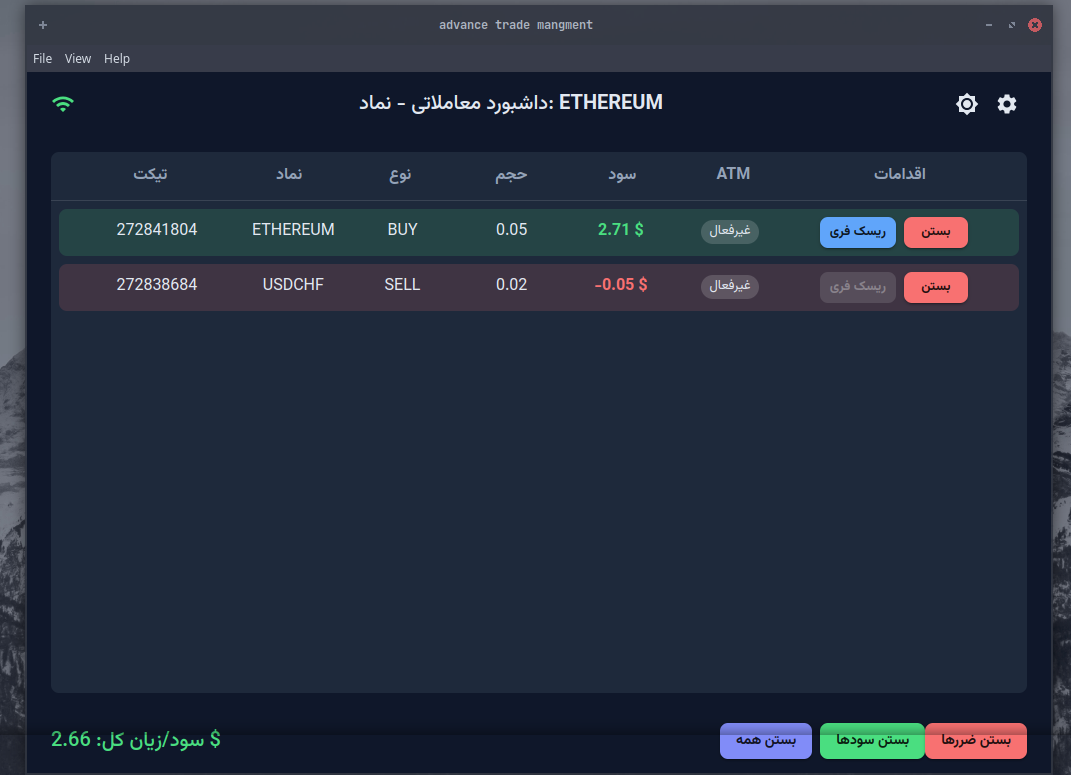 advance trade mangment
File View Help
داشبورد معاملاتی - نماد: ETHEREUM
تیکت نماد نوع حجم سود ATM اقدامات
272841804 ETHEREUM BUY 0.05 2.71 $ غیرفعال ریسک فری بستن
272838684 USDCHF SELL 0.02 -0.05 $ غیرفعال ریسک فری بستن
سود/زیان کل: 2.66 $
بستن همه بستن سودها بستن ضررها